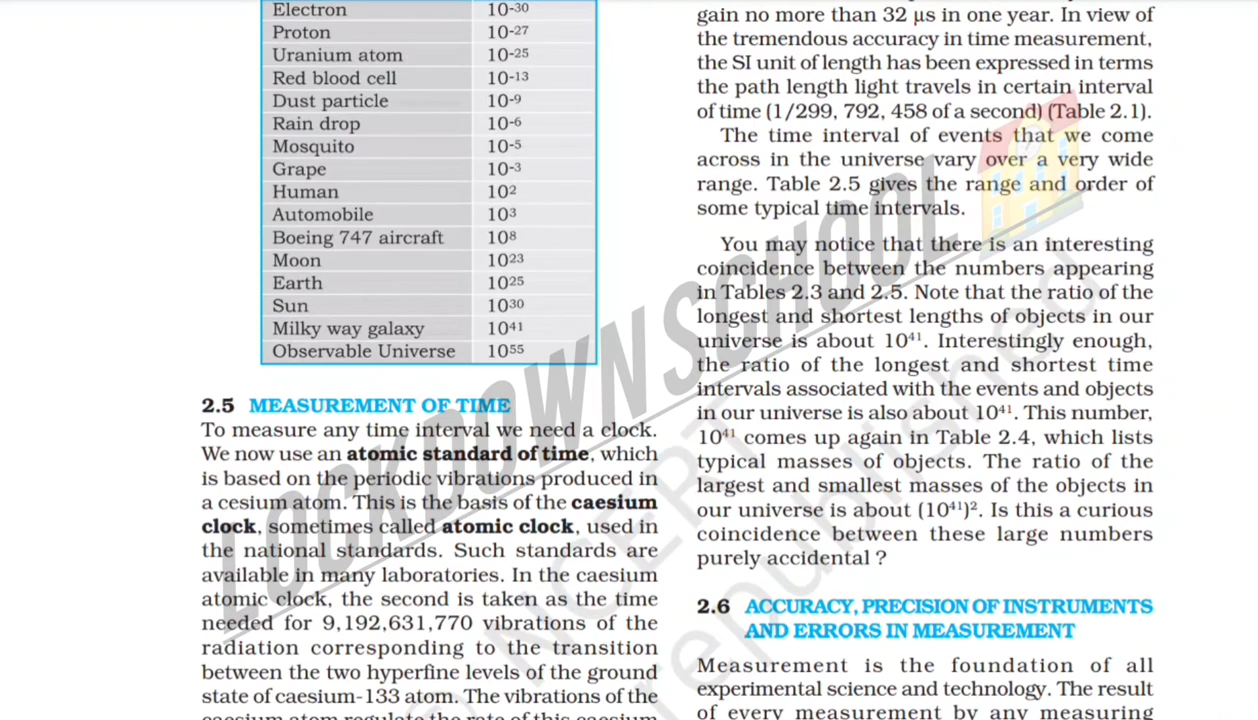 Electron 10-30
Proton 10-27
Uranium atom 10-25
Red blood cell 10-13
Dust particle 10-9
Rain drop 10-6
Mosquito 10-5
Grape 10-3
Human 102
Automobile 103
Boeing 747 aircraft 108
Moon 1023
Earth 1025
Sun 1030
Milky way galaxy 1041
Observable Universe 1055
2.5 MEASUREMENT OF TIME
To measure any time interval we need a clock.
We now use an atomic standard of time, which
is based on the periodic vibrations produced in
a cesium atom. This is the basis of the caesium
clock, sometimes called atomic clock, used in
the national standards. Such standards are
available in many laboratories. In the caesium
atomic clock, the second is taken as the time
needed for 9,192,631,770 vibrations of the
radiation corresponding to the transition
between the two hyperfine levels of the ground
state of caesium-133 atom. The vibrations of the
caesium atom regulate the rate of this caesium
gain no more than 32 μs in one year. In view of
the tremendous accuracy in time measurement,
the SI unit of length has been expressed in terms
the path length light travels in certain interval
of time (1/299, 792, 458 of a second) (Table 2.1).
The time interval of events that we come
across in the universe vary over a very wide
range. Table 2.5 gives the range and order of
some typical time intervals.
You may notice that there is an interesting
coincidence between the numbers appearing
in Tables 2.3 and 2.5. Note that the ratio of the
longest and shortest lengths of objects in our
universe is about 10⁴¹. Interestingly enough,
the ratio of the longest and shortest time
intervals associated with the events and objects
in our universe is also about 10⁴¹. This number,
10⁴¹ comes up again in Table 2.4, which lists
typical masses of objects. The ratio of the
largest and smallest masses of the objects in
our universe is about (10⁴¹)². Is this a curious
coincidence between these large numbers
purely accidental ?
2.6 ACCURACY, PRECISION OF INSTRUMENTS
AND ERRORS IN MEASUREMENT
Measurement is the foundation of all
experimental science and technology. The result
of every measurement by any measuring
LOCKDOWN SCHOOL
© NCERT
republished